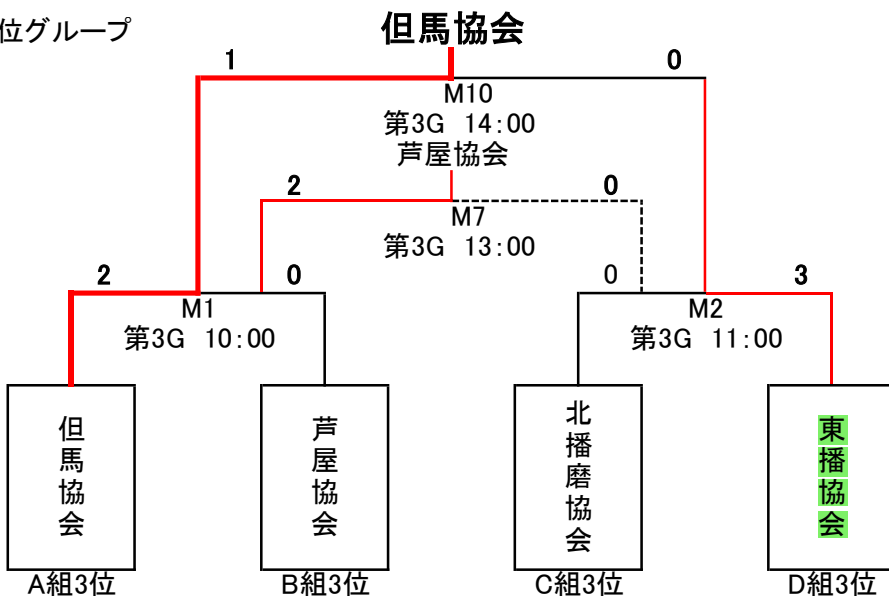 位グループ
但馬協会
1
0
M10
第3G 14:00
芦屋協会
2
0
M7
第3G 13:00
2
0
0
3
M1
M2
第3G 10:00
第3G 11:00
但馬協会
芦屋協会
北播磨協会
東播協会
A組3位
B組3位
C組3位
D組3位